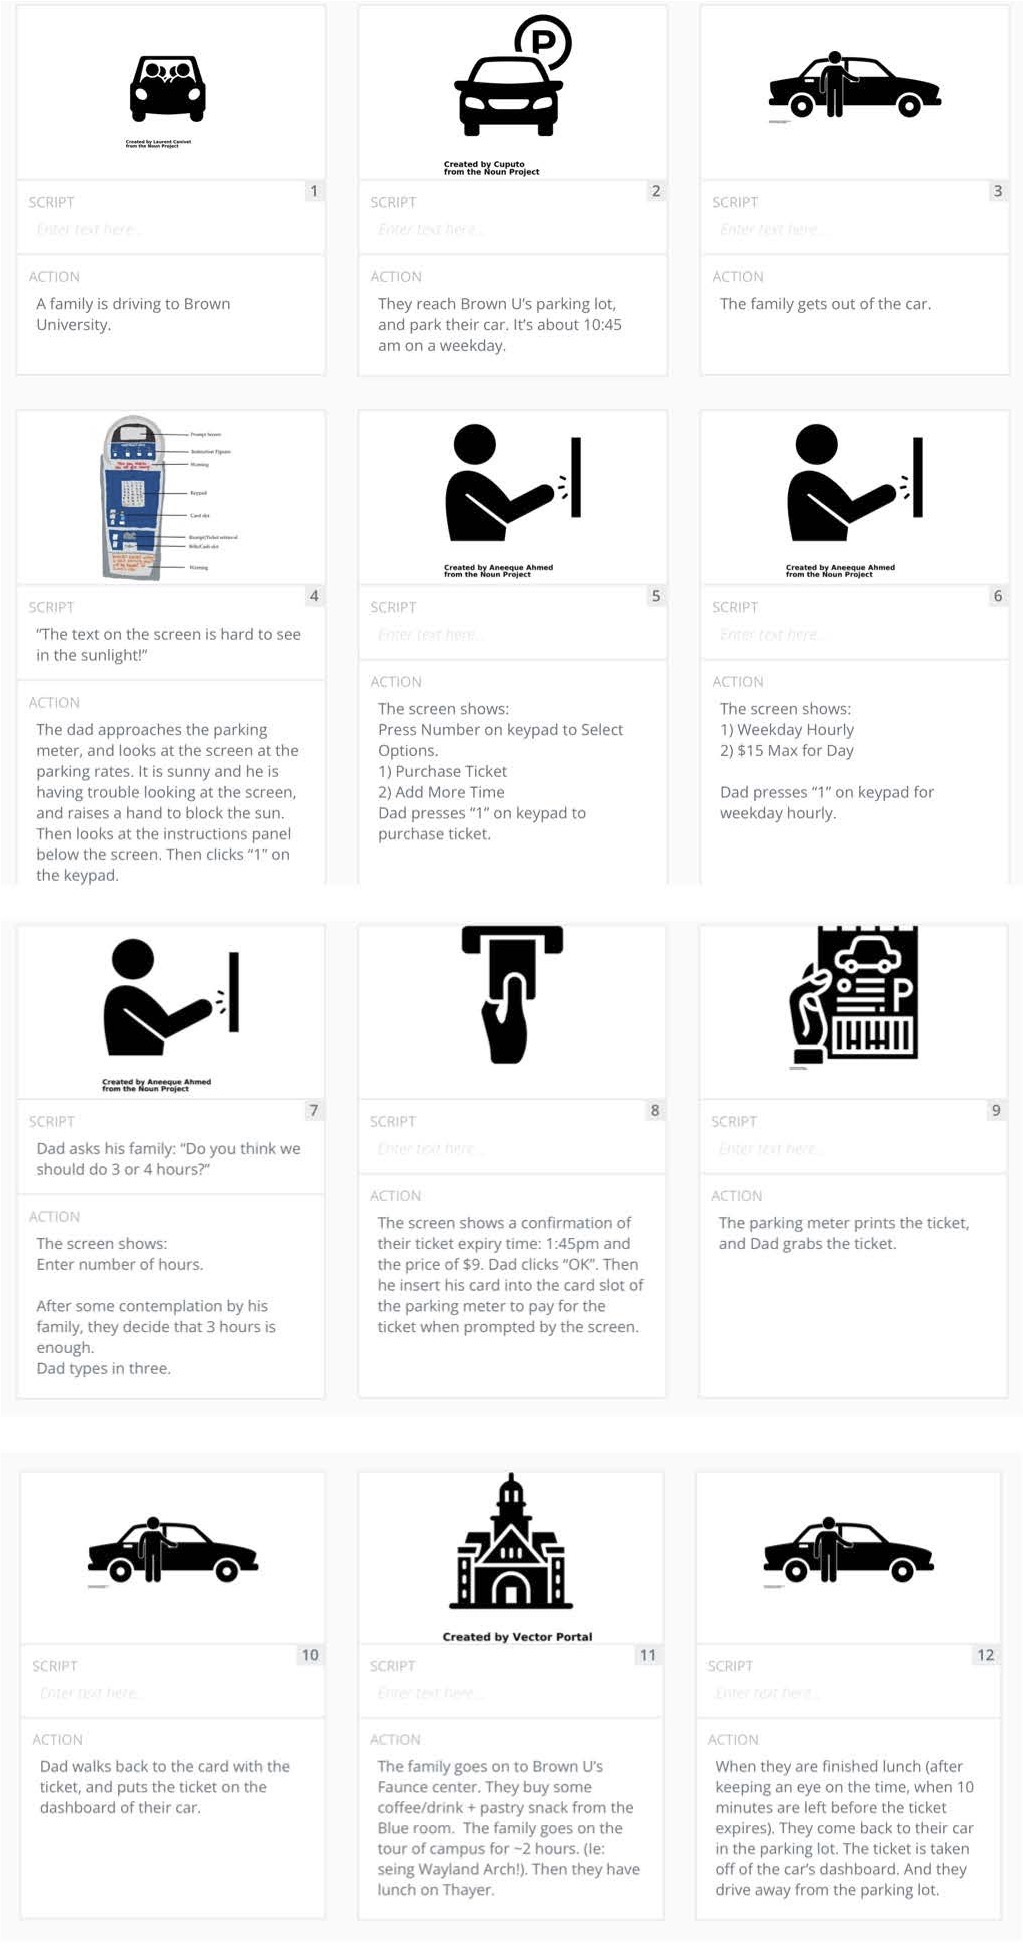 Created by Laurent Canivet
from the Noun Project
1
SCRIPT
Enter text here...
ACTION
A family is driving to Brown
University.
P
Created by Cuputo
from the Noun Project
2
SCRIPT
Enter text here...
ACTION
They reach Brown U's parking lot,
and park their car. It's about 10:45
am on a weekday.
3
SCRIPT
Enter text here...
ACTION
The family gets out of the car.
Prompt Screen
Instruction Figures
Warning
Keypad
Card slot
Receipt/Ticket retrieval
Bills/Cash slot
Warning
4
SCRIPT
"The text on the screen is hard to see
in the sunlight!"
ACTION
The dad approaches the parking
meter, and looks at the screen at the
parking rates. It is sunny and he is
having trouble looking at the screen,
and raises a hand to block the sun.
Then looks at the instructions panel
below the screen. Then clicks "1" on
the keypad.
Created by Aneeque Ahmed
from the Noun Project
5
SCRIPT
Enter text here...
ACTION
The screen shows:
Press Number on keypad to Select
Options.
1) Purchase Ticket
2) Add More Time
Dad presses "1" on keypad to
purchase ticket.
Created by Aneeque Ahmed
from the Noun Project
6
SCRIPT
Enter text here...
ACTION
The screen shows:
1) Weekday Hourly
2) $15 Max for Day
Dad presses "1" on keypad for
weekday hourly.
Created by Aneeque Ahmed
from the Noun Project
7
SCRIPT
Dad asks his family: "Do you think we
should do 3 or 4 hours?"
ACTION
The screen shows:
Enter number of hours.
After some contemplation by his
family, they decide that 3 hours is
enough.
Dad types in three.
8
SCRIPT
Enter text here...
ACTION
The screen shows a confirmation of
their ticket expiry time: 1:45pm and
the price of $9. Dad clicks "OK". Then
he insert his card into the card slot of
the parking meter to pay for the
ticket when prompted by the screen.
P
9
SCRIPT
Enter text here...
ACTION
The parking meter prints the ticket,
and Dad grabs the ticket.
10
SCRIPT
Enter text here...
ACTION
Dad walks back to the card with the
ticket, and puts the ticket on the
dashboard of their car.
Created by Vector Portal
11
SCRIPT
Enter text here...
ACTION
The family goes on to Brown U's
Faunce center. They buy some
coffee/drink + pastry snack from the
Blue room. The family goes on the
tour of campus for ~2 hours. (Ie:
seing Wayland Arch!). Then they have
lunch on Thayer.
12
SCRIPT
Enter text here...
ACTION
When they are finished lunch (after
keeping an eye on the time, when 10
minutes are left before the ticket
expires). They come back to their car
in the parking lot. The ticket is taken
off of the car's dashboard. And they
drive away from the parking lot.